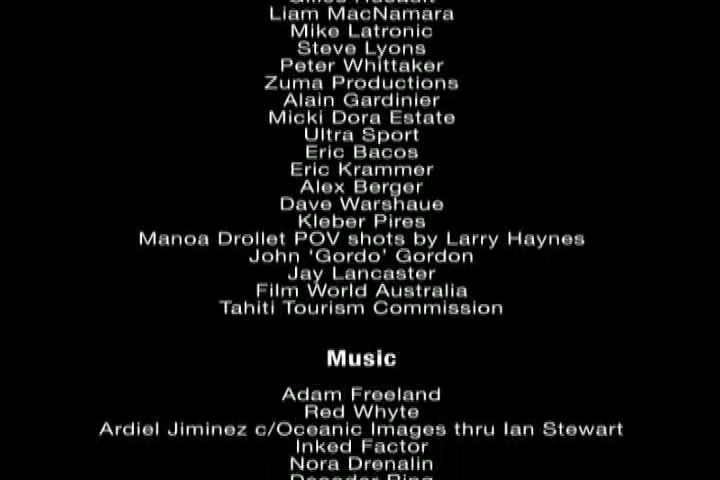 Liam MacNamara
Mike Latronic
Steve Lyons
Peter Whittaker
Zuma Productions
Alain Gardinier
Micki Dora Estate
Ultra Sport
Eric Bacos
Eric Krammer
Alex Berger
Dave Warshaue
Kleber Pires
Manoa Drollet POV shots by Larry Haynes
John ‘Gordo’ Gordon
Jay Lancaster
Film World Australia
Tahiti Tourism Commission
Music
Adam Freeland
Red Whyte
Ardiel Jiminez c/Oceanic Images thru Ian Stewart
Inked Factor
Nora Drenalin